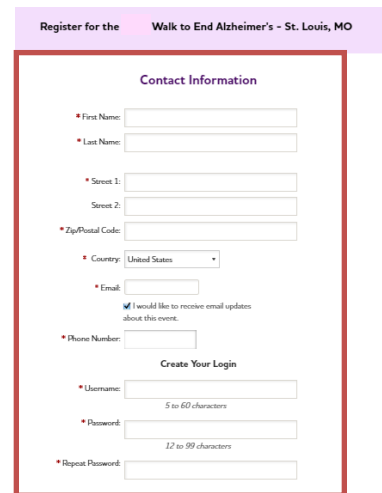 Register for the Walk to End Alzheimer's - St. Louis, MO
Contact Information
* First Name:
* Last Name:
* Street 1:
Street 2:
* Zip/Postal Code:
* Country: United States
* Email:
I would like to receive email updates
about this event.
* Phone Number:
Create Your Login
* Username:
5 to 60 characters
* Password:
12 to 99 characters
* Repeat Password: